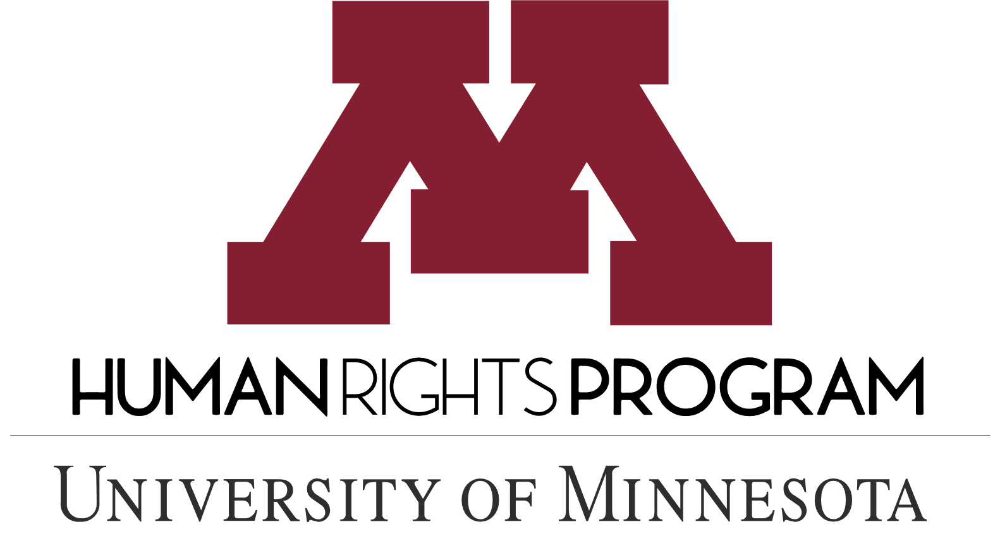 M
HUMAN RIGHTS PROGRAM
UNIVERSITY OF MINNESOTA